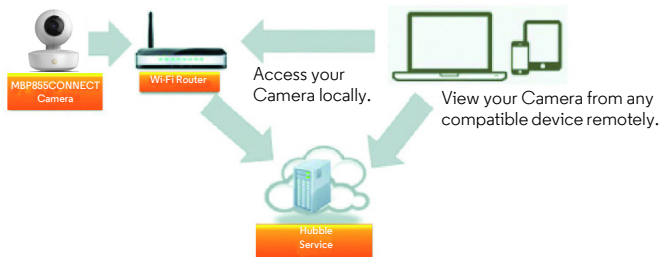 MBP855CONNECT
Camera
Wi-Fi Router
Access your
Camera locally.
View your Camera from any
compatible device remotely.
Hubble
Service